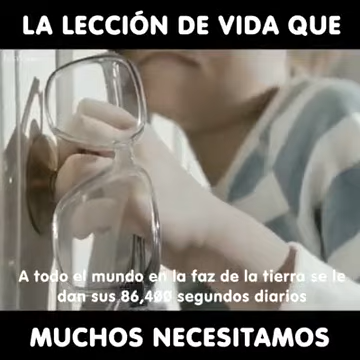 LA LECCIÓN DE VIDA QUE
A todo el mundo en la faz de la tierra se le
dan sus 86,400 segundos diarios
MUCHOS NECESITAMOS